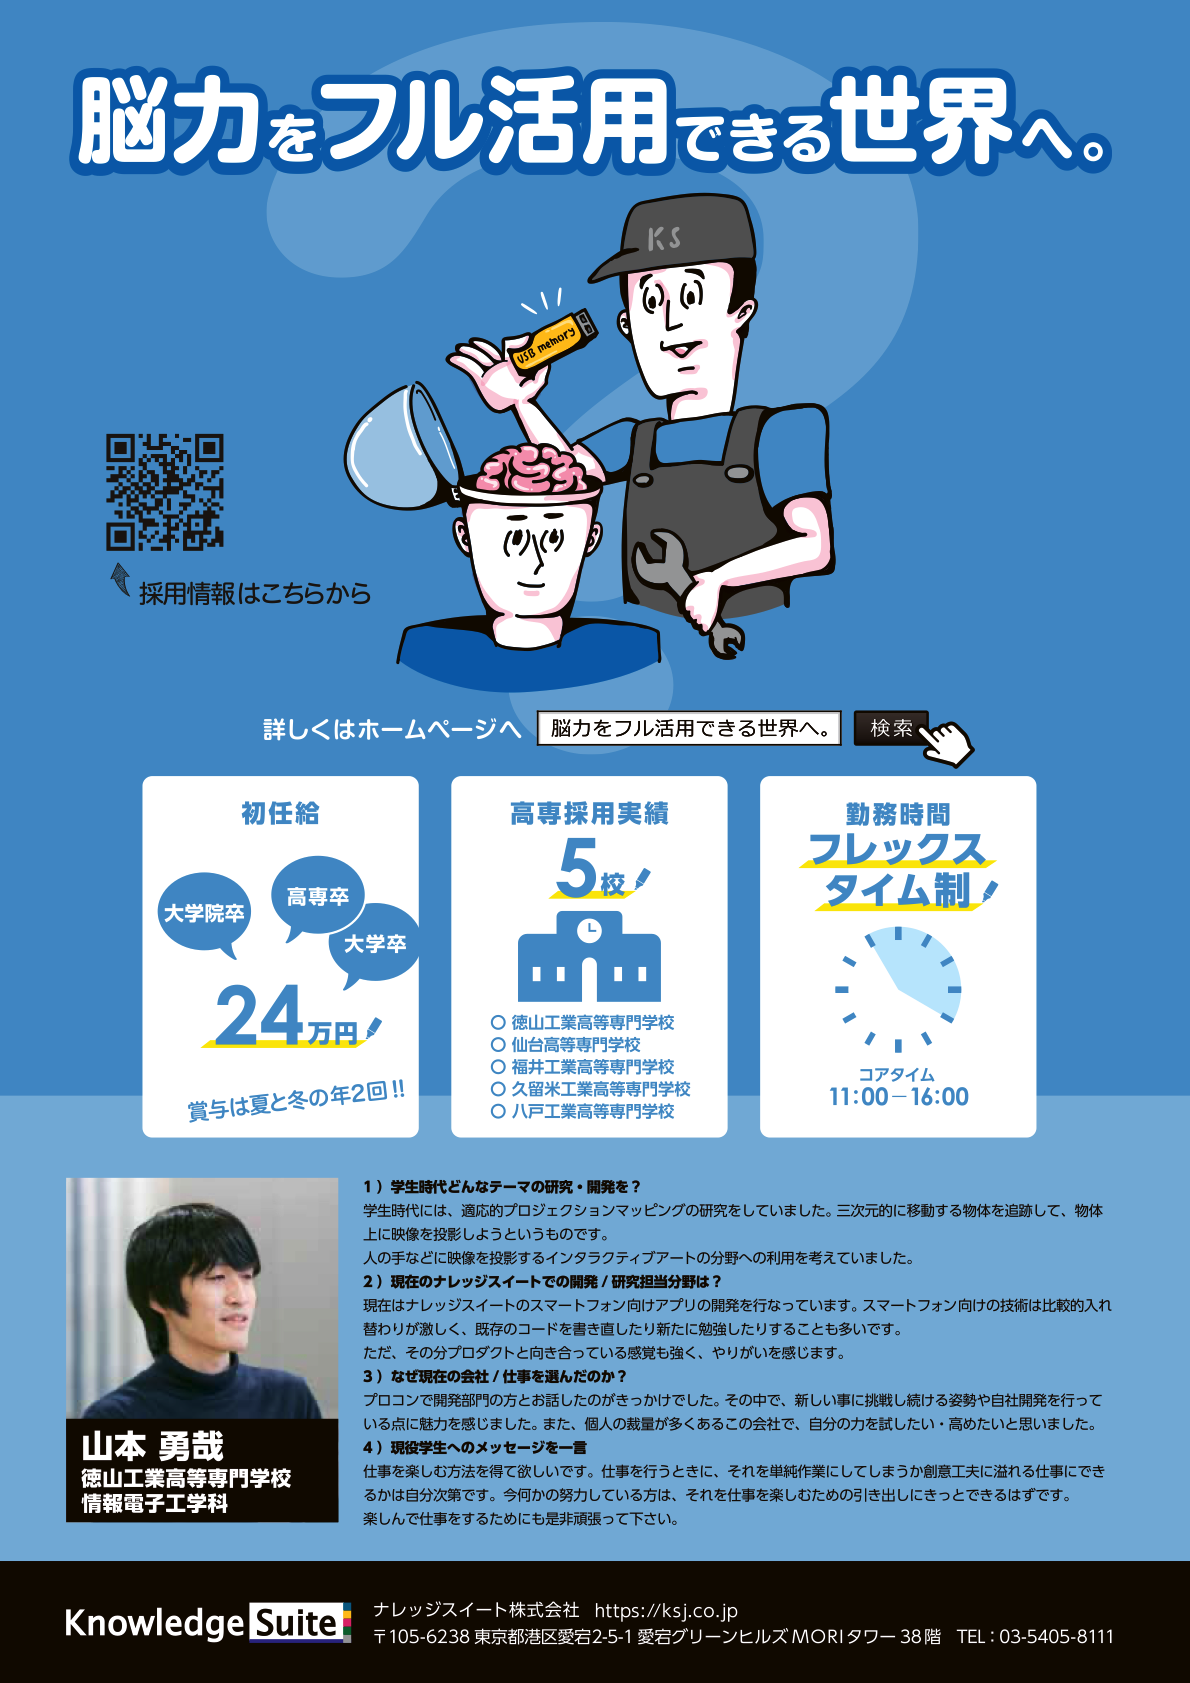 脳力をフル活用できる世界へ。
KS
USB memory
採用情報はこちらから
詳しくはホームページへ 脳力をフル活用できる世界へ。 検索
初任給
大学院卒
高専卒
大学卒
24万円
賞与は夏と冬の年2回!!
高専採用実績
5校
〇 徳山工業高等専門学校
〇 仙台高等専門学校
〇 福井工業高等専門学校
〇 久留米工業高等専門学校
〇 八戸工業高等専門学校
勤務時間
フレックス
タイム制
コアタイム
11:00－16:00
山本 勇哉
徳山工業高等専門学校
情報電子工学科
1）学生時代どんなテーマの研究・開発を？
学生時代には、適応的プロジェクションマッピングの研究をしていました。三次元的に移動する物体を追跡して、物体
上に映像を投影しようというものです。
人の手などに映像を投影するインタラクティブアートの分野への利用を考えていました。
2）現在のナレッジスイートでの開発 / 研究担当分野は？
現在はナレッジスイートのスマートフォン向けアプリの開発を行なっています。スマートフォン向けの技術は比較的入れ
替わりが激しく、既存のコードを書き直したり新たに勉強したりすることも多いです。
ただ、その分プロダクトと向き合っている感覚も強く、やりがいを感じます。
3）なぜ現在の会社 / 仕事を選んだのか？
プロコンで開発部門の方とお話したのがきっかけでした。その中で、新しい事に挑戦し続ける姿勢や自社開発を行って
いる点に魅力を感じました。また、個人の裁量が多くあるこの会社で、自分の力を試したい・高めたいと思いました。
4）現役学生へのメッセージを一言
仕事を楽しむ方法を得て欲しいです。仕事を行うときに、それを単純作業にしてしまうか創意工夫に溢れる仕事にでき
るかは自分次第です。今何かの努力している方は、それを仕事を楽しむための引き出しにきっとできるはずです。
楽しんで仕事をするためにも是非頑張って下さい。
Knowledge Suite
ナレッジスイート株式会社 https://ksj.co.jp
〒105-6238 東京都港区愛宕2-5-1 愛宕グリーンヒルズMORIタワー 38階 TEL：03-5405-8111